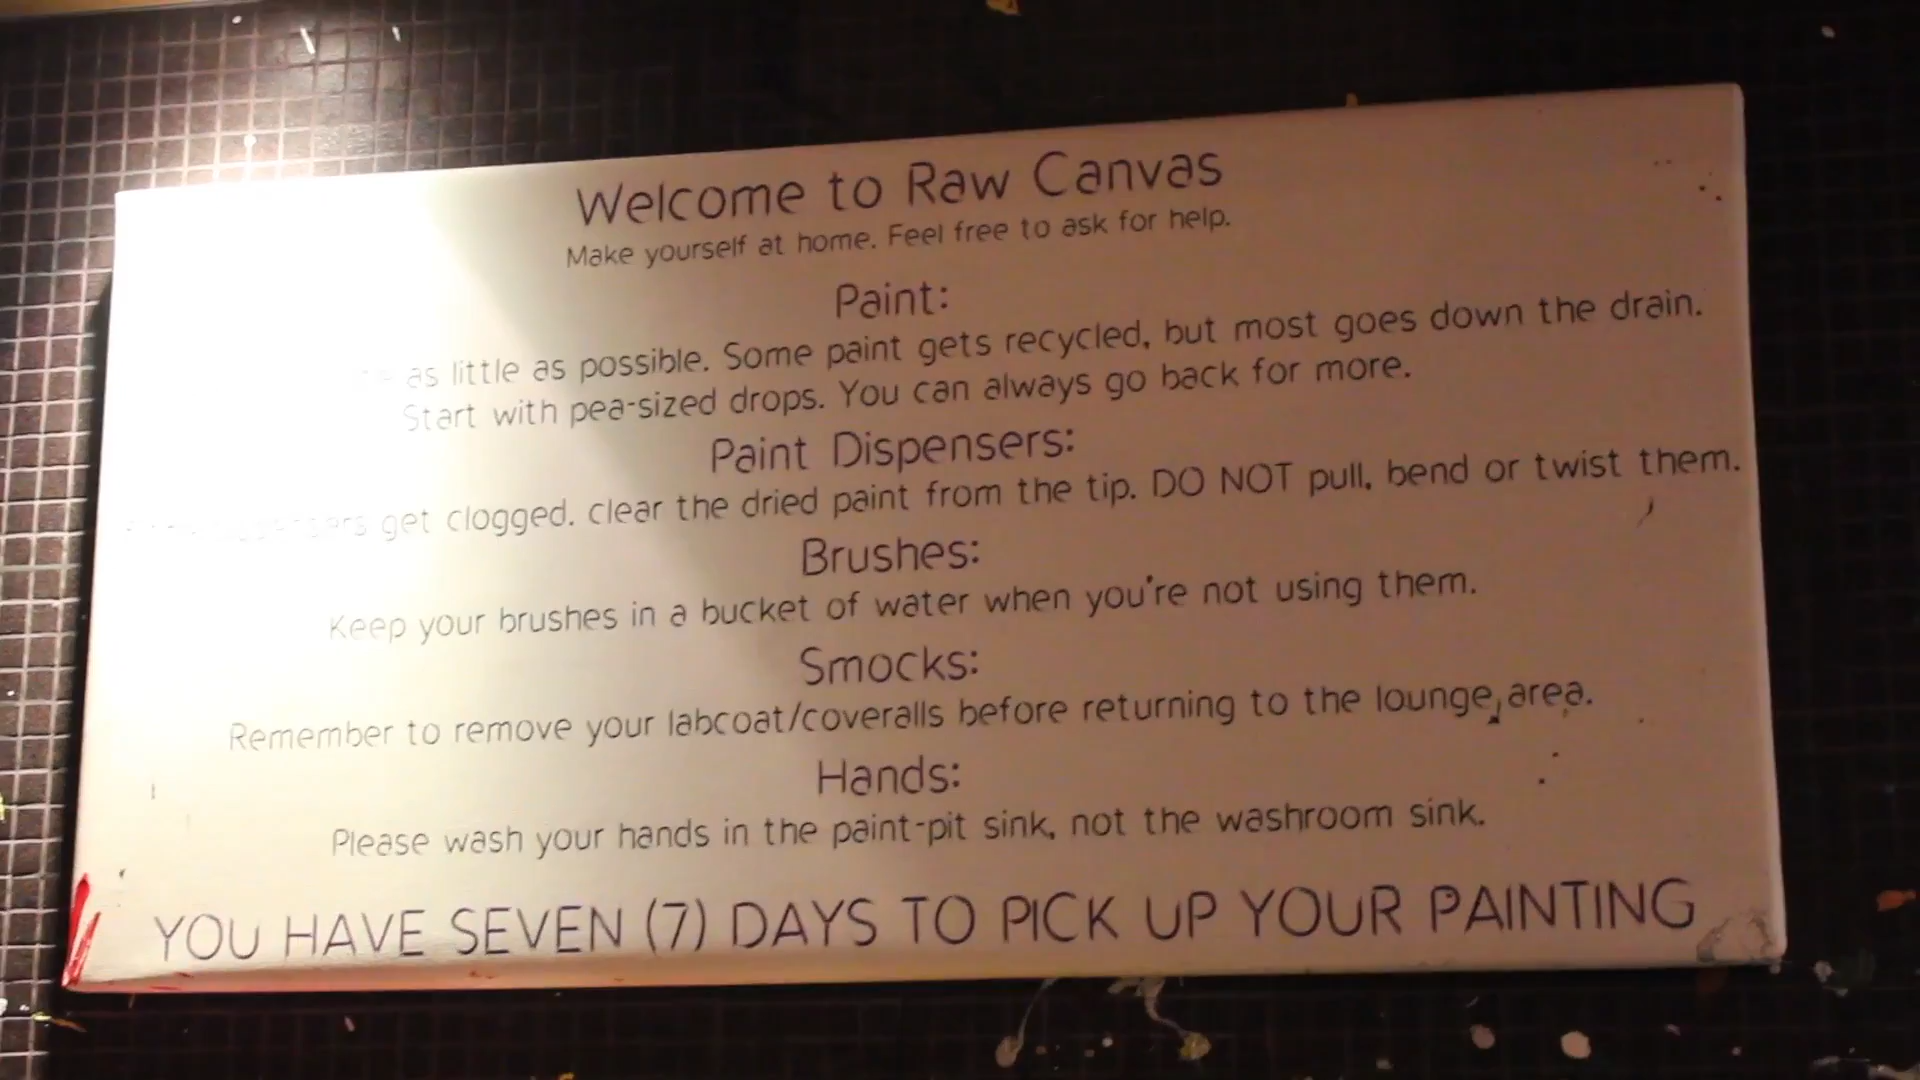 Welcome to Raw Canvas
Make yourself at home. Feel free to ask for help.
Paint:
as little as possible. Some paint gets recycled, but most goes down the drain.
Start with pea-sized drops. You can always go back for more.
Paint Dispensers:
get clogged. clear the dried paint from the tip. DO NOT pull, bend or twist them.
Brushes:
Keep your brushes in a bucket of water when you're not using them.
Smocks:
Remember to remove your labcoat/coveralls before returning to the lounge area.
Hands:
Please wash your hands in the paint-pit sink, not the washroom sink.
YOU HAVE SEVEN (7) DAYS TO PICK UP YOUR PAINTING